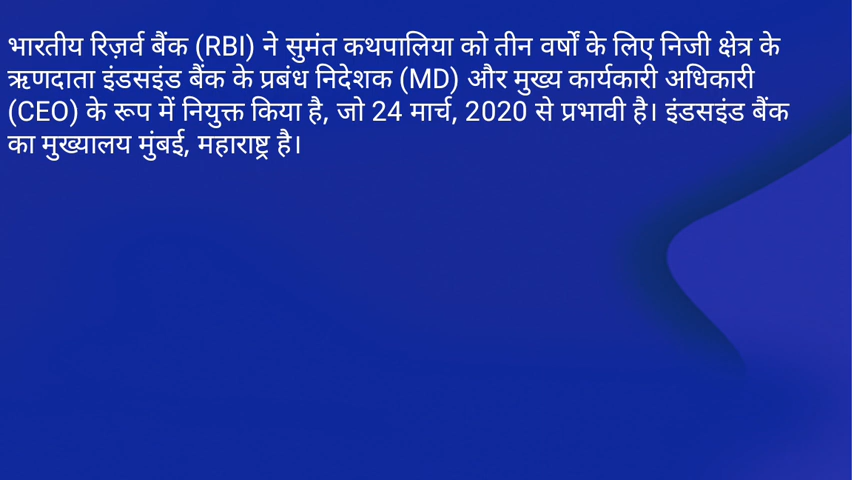 भारतीय रिज़र्व बैंक (RBI) ने सुमंत कथपालिया को तीन वर्षों के लिए निजी क्षेत्र के
ऋणदाता इंडसइंड बैंक के प्रबंध निदेशक (MD) और मुख्य कार्यकारी अधिकारी
(CEO) के रूप में नियुक्त किया है, जो 24 मार्च, 2020 से प्रभावी है। इंडसइंड बैंक
का मुख्यालय मुंबई, महाराष्ट्र है।